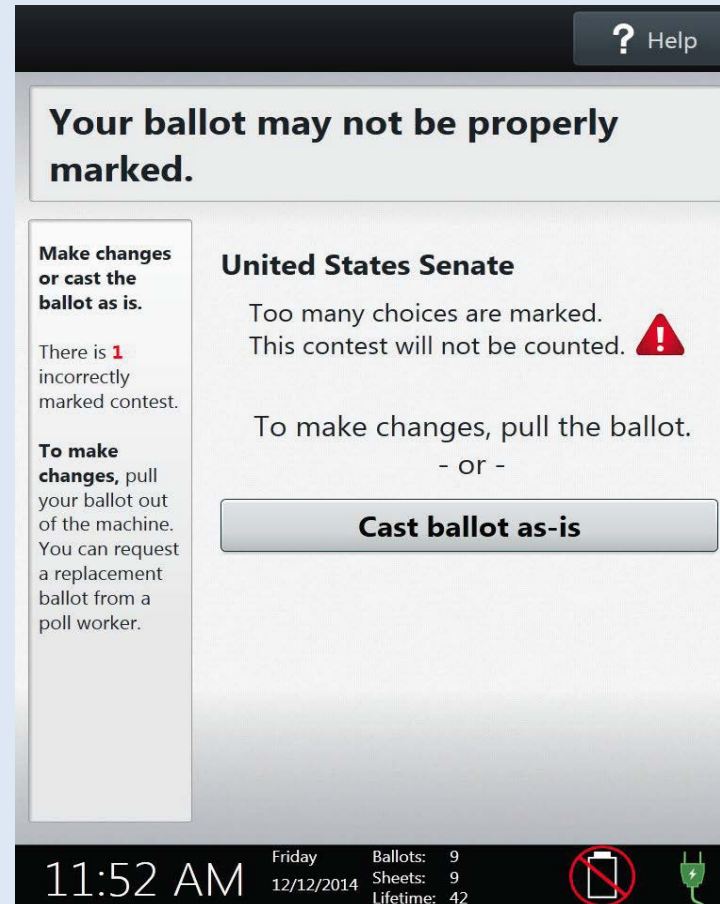 ? Help
Your ballot may not be properly
marked.
Make changes
or cast the
ballot as is.
There is 1
incorrectly
marked contest.
To make
changes, pull
your ballot out
of the machine.
You can request
a replacement
ballot from a
poll worker.
United States Senate
Too many choices are marked.
This contest will not be counted. !
To make changes, pull the ballot.
- or -
Cast ballot as-is
11:52 AM
Friday
12/12/2014
Ballots: 9
Sheets: 9
Lifetime: 42